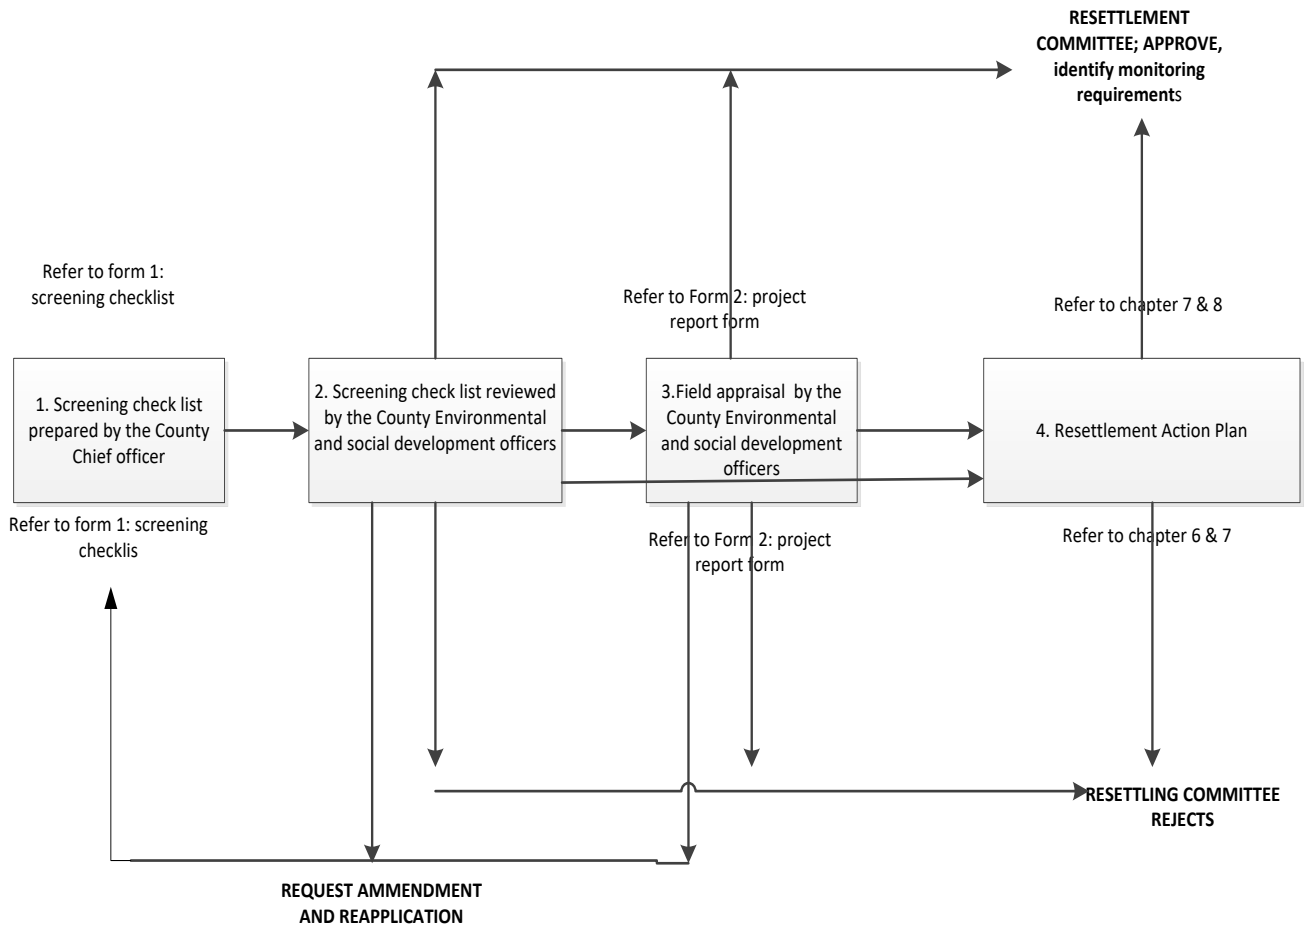 RESETTLEMENT
COMMITTEE; APPROVE,
identify monitoring
requirements
Refer to form 1:
screening checklist
Refer to Form 2: project
report form
Refer to chapter 7 & 8
1. Screening check list
prepared by the County
Chief officer
2. Screening check list reviewed
by the County Environmental
and social development officers
3.Field appraisal by the
County Environmental
and social development
officers
4. Resettlement Action Plan
Refer to form 1: screening
checklis
Refer to Form 2: project
report form
Refer to chapter 6 & 7
RESETTLING COMMITTEE
REJECTS
REQUEST AMMENDMENT
AND REAPPLICATION